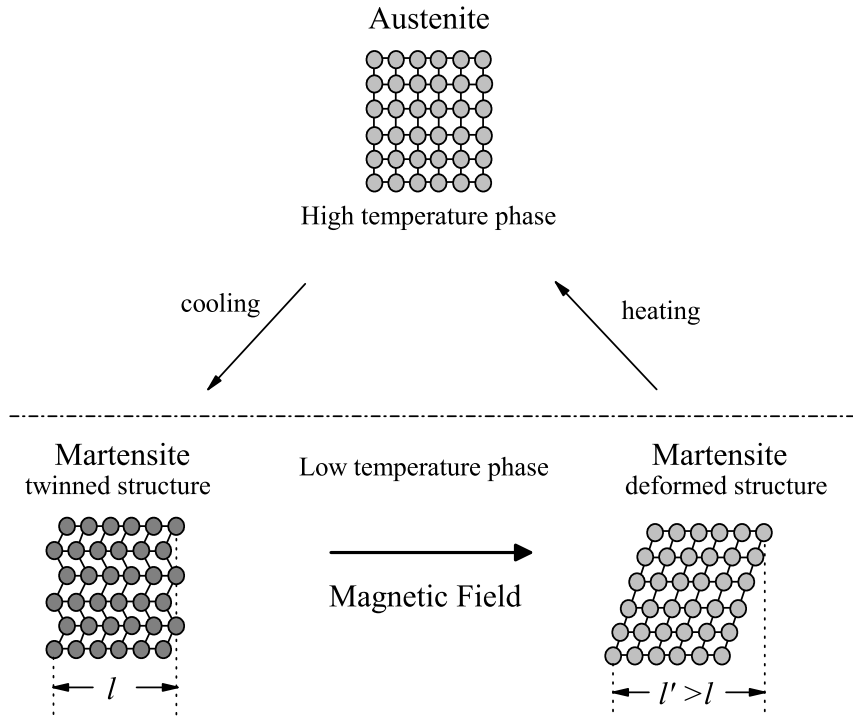 Austenite
High temperature phase
cooling
heating
Martensite
twinned structure
Low temperature phase
Martensite
deformed structure
Magnetic Field
l
l' >l